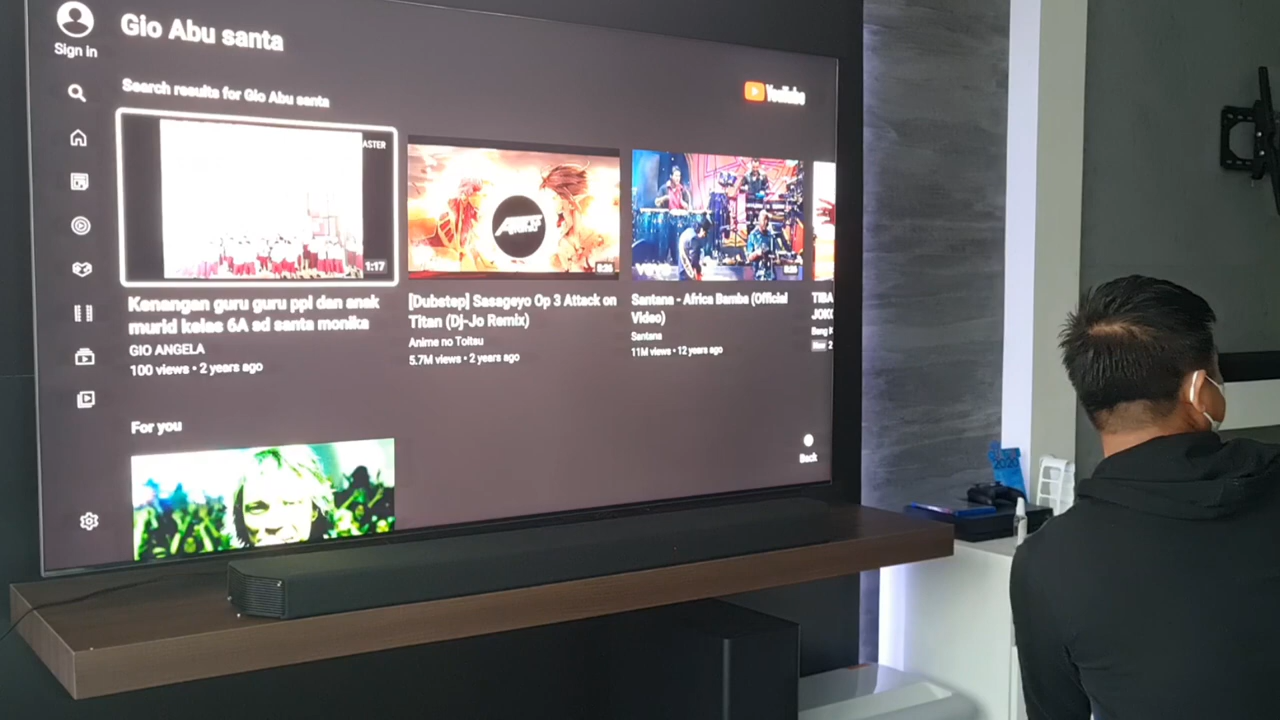 Gio Abu santa
Sign in
Search results for Gio Abu santa
YouTube
ASTER
1:17
Kenangan guru guru ppl dan anak
murid kelas 6A sd santa monika
GIO ANGELA
100 views • 2 years ago
[Dubstep] Sasageyo Op 3 Attack on
Titan (Dj-Jo Remix)
Anime no Toitsu
5.7M views • 2 years ago
vevo
Santana - Africa Bamba (Official
Video)
Santana
11M views • 12 years ago
TIBA
For you
Back
2020